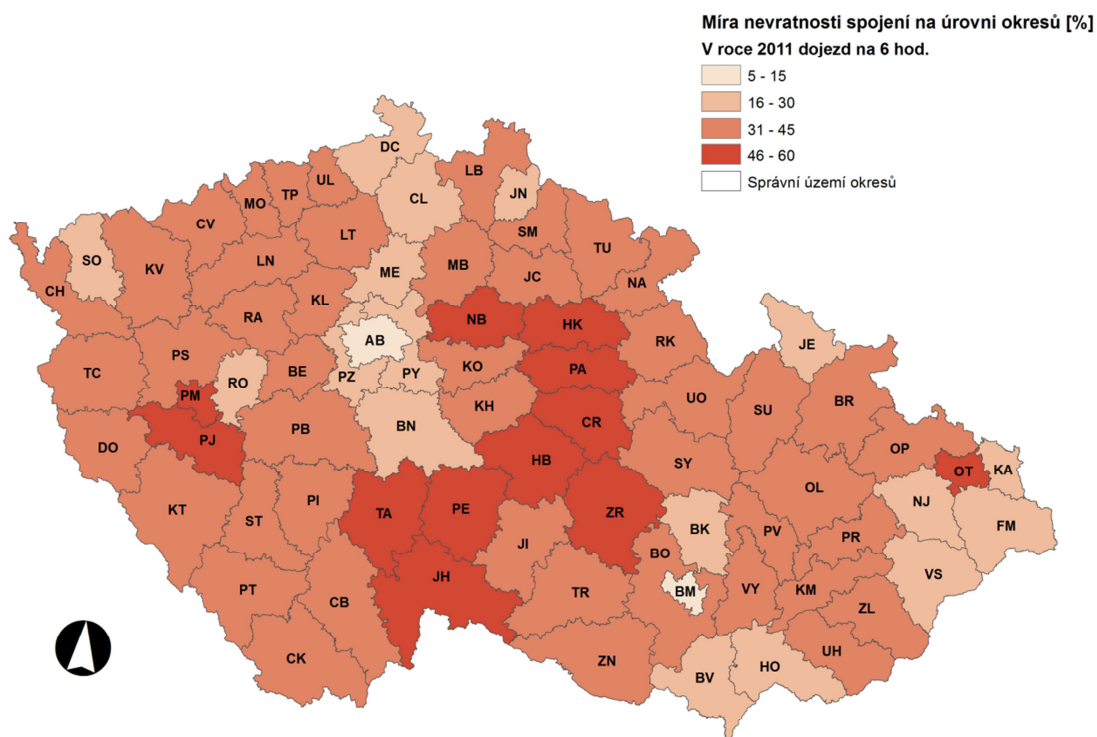 Míra nevratnosti spojení na úrovni okresů [%]
V roce 2011 dojezd na 6 hod.
5 - 15
16 - 30
31 - 45
46 - 60
Správní území okresů
DC
LB
UL
JN
TP
MO
CL
CV
LT
SM
TU
SO
LN
KV
ME
MB
JC
CH
NA
KL
RA
NB
HK
AB
RK
JE
PS
TC
RO
BE
PZ
PY
KO
PA
PM
UO
SU
BR
KH
CR
PJ
PB
BN
DO
OP
HB
SY
OT
KA
OL
KT
ST
PI
TA
PE
ZR
NJ
FM
BK
PV
PR
JI
BO
VS
JH
PT
CB
TR
BM
VY
KM
ZL
CK
ZN
UH
BV
HO